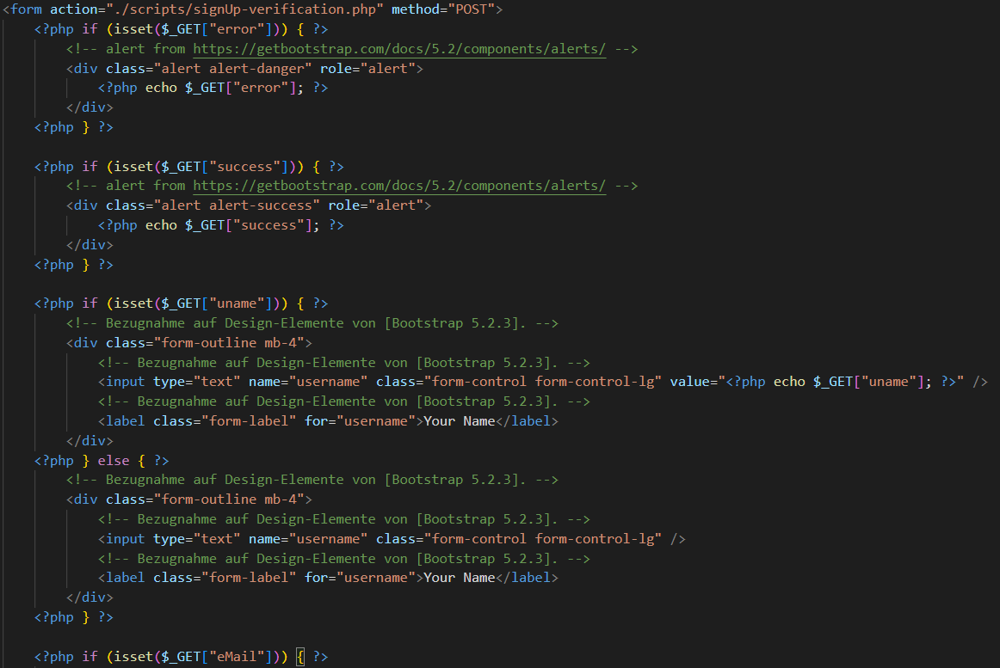 <form action="./scripts/signUp-verification.php" method="POST">
<?php if (isset($_GET["error"])) { ?>
<!-- alert from https://getbootstrap.com/docs/5.2/components/alerts/ -->
<div class="alert alert-danger" role="alert">
<?php echo $_GET["error"]; ?>
</div>
<?php } ?>
<?php if (isset($_GET["success"])) { ?>
<!-- alert from https://getbootstrap.com/docs/5.2/components/alerts/ -->
<div class="alert alert-success" role="alert">
<?php echo $_GET["success"]; ?>
</div>
<?php } ?>
<?php if (isset($_GET["uname"])) { ?>
<!-- Bezugnahme auf Design-Elemente von [Bootstrap 5.2.3]. -->
<div class="form-outline mb-4">
<!-- Bezugnahme auf Design-Elemente von [Bootstrap 5.2.3]. -->
<input type="text" name="username" class="form-control form-control-lg" value="<?php echo $_GET["uname"]; ?>" />
<!-- Bezugnahme auf Design-Elemente von [Bootstrap 5.2.3]. -->
<label class="form-label" for="username">Your Name</label>
</div>
<?php } else { ?>
<!-- Bezugnahme auf Design-Elemente von [Bootstrap 5.2.3]. -->
<div class="form-outline mb-4">
<!-- Bezugnahme auf Design-Elemente von [Bootstrap 5.2.3]. -->
<input type="text" name="username" class="form-control form-control-lg" />
<!-- Bezugnahme auf Design-Elemente von [Bootstrap 5.2.3]. -->
<label class="form-label" for="username">Your Name</label>
</div>
<?php } ?>
<?php if (isset($_GET["eMail"])) { ?>